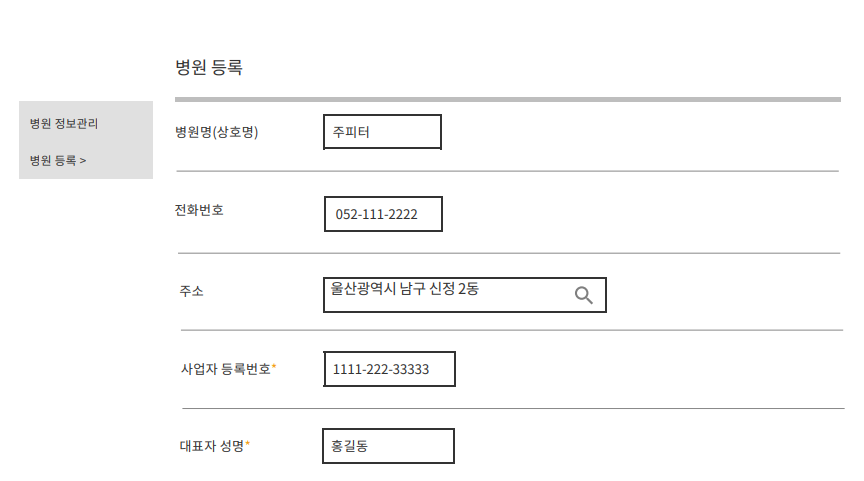 병원 등록
병원 정보관리
병원 등록 >
병원명(상호명)
주피터
전화번호
052-111-2222
주소
울산광역시 남구 신정 2동
사업자 등록번호*
1111-222-33333
대표자 성명*
홍길동